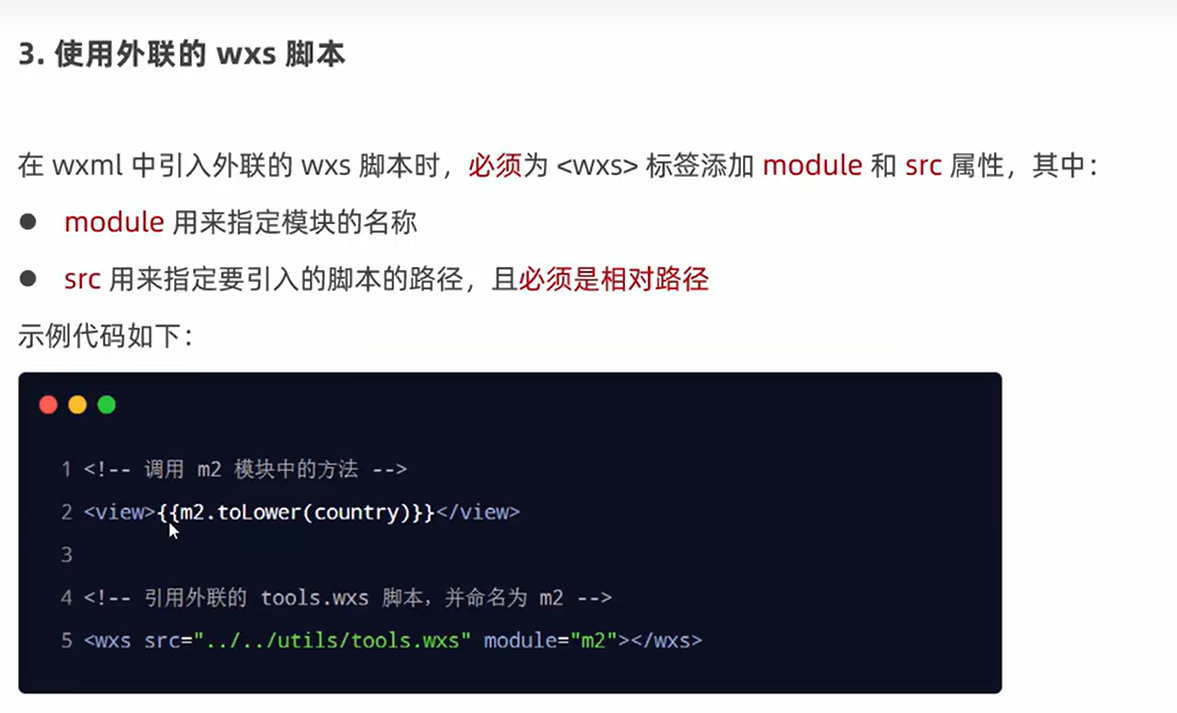 3. 使用外联的 wxs 脚本
在 wxml 中引入外联的 wxs 脚本时，必须为 <wxs> 标签添加 module 和 src 属性，其中：
● module 用来指定模块的名称
● src 用来指定要引入的脚本的路径，且必须是相对路径
示例代码如下：
1 <!-- 调用 m2 模块中的方法 -->
2 <view>{{m2.toLower(country)}}</view>
3
4 <!-- 引用外联的 tools.wxs 脚本，并命名为 m2 -->
5 <wxs src="../../utils/tools.wxs" module="m2"></wxs>